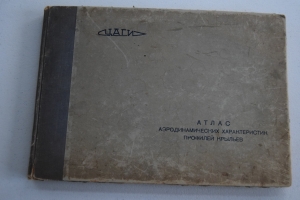 ЦАГИ
АТЛАС
АЭРОДИНАМИЧЕСКИХ ХАРАКТЕРИСТИК
ПРОФИЛЕЙ КРЫЛЬЕВ